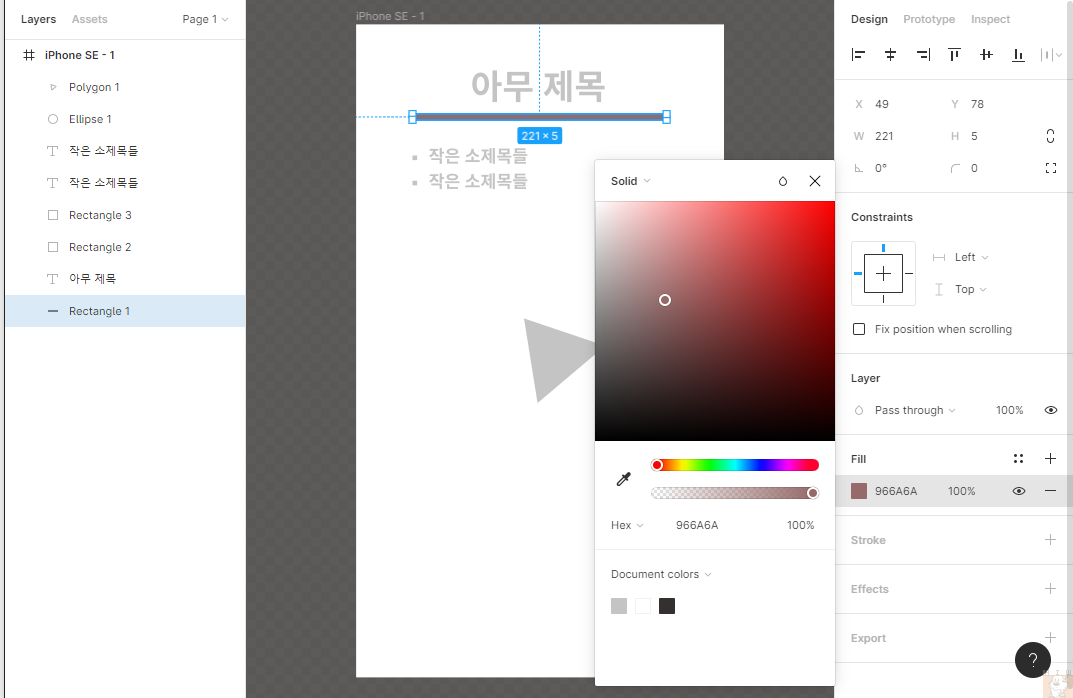 Layers Assets Page 1
iPhone SE - 1
Polygon 1
Ellipse 1
작은 소제목들
작은 소제목들
Rectangle 3
Rectangle 2
아무 제목
Rectangle 1
iPhone SE - 1
아무 제목
221 × 5
작은 소제목들
작은 소제목들
Solid
Hex 966A6A 100%
Document colors
Design Prototype Inspect
X 49 Y 78
W 221 H 5
0° 0
Constraints
Left
Top
Fix position when scrolling
Layer
Pass through 100%
Fill
966A6A 100%
Stroke
Effects
Export
?